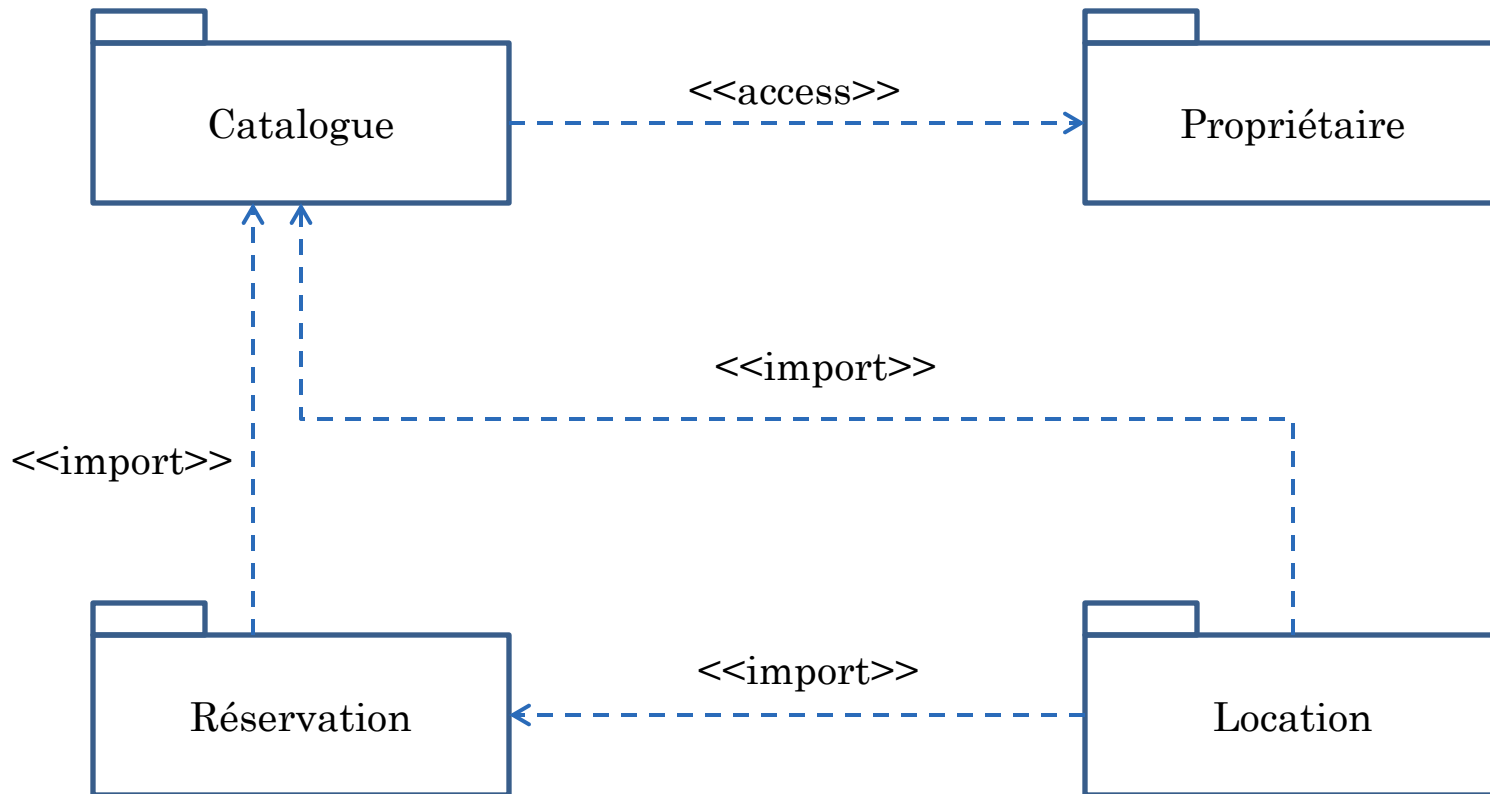 <<access>>
Catalogue
Propriétaire
<<import>>
<<import>>
<<import>>
Réservation
Location